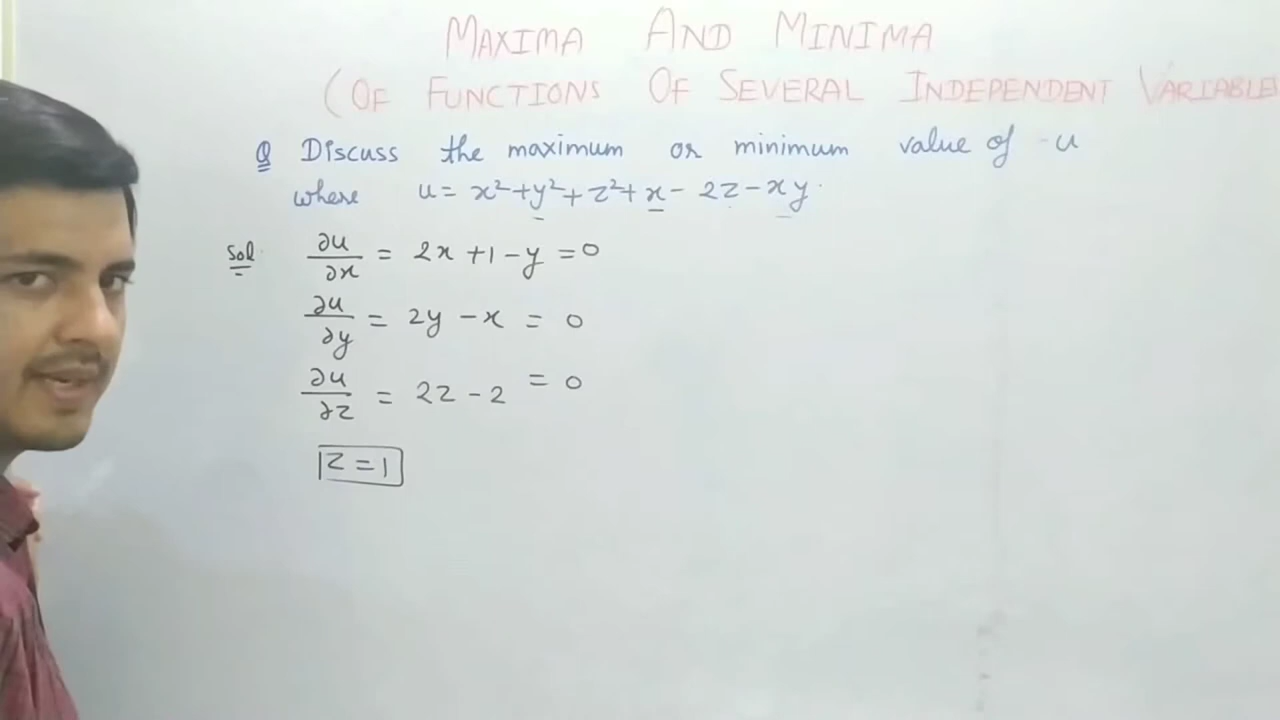 MAXIMA AND MINIMA
(OF FUNCTIONS OF SEVERAL INDEPENDENT VARIABLE
Q Discuss the maximum or minimum value of u
where u = x² + y² + z² + x - 2z - xy.
Sol.
∂u/∂x = 2x + 1 - y = 0
∂u/∂y = 2y - x = 0
∂u/∂z = 2z - 2 = 0
z = 1